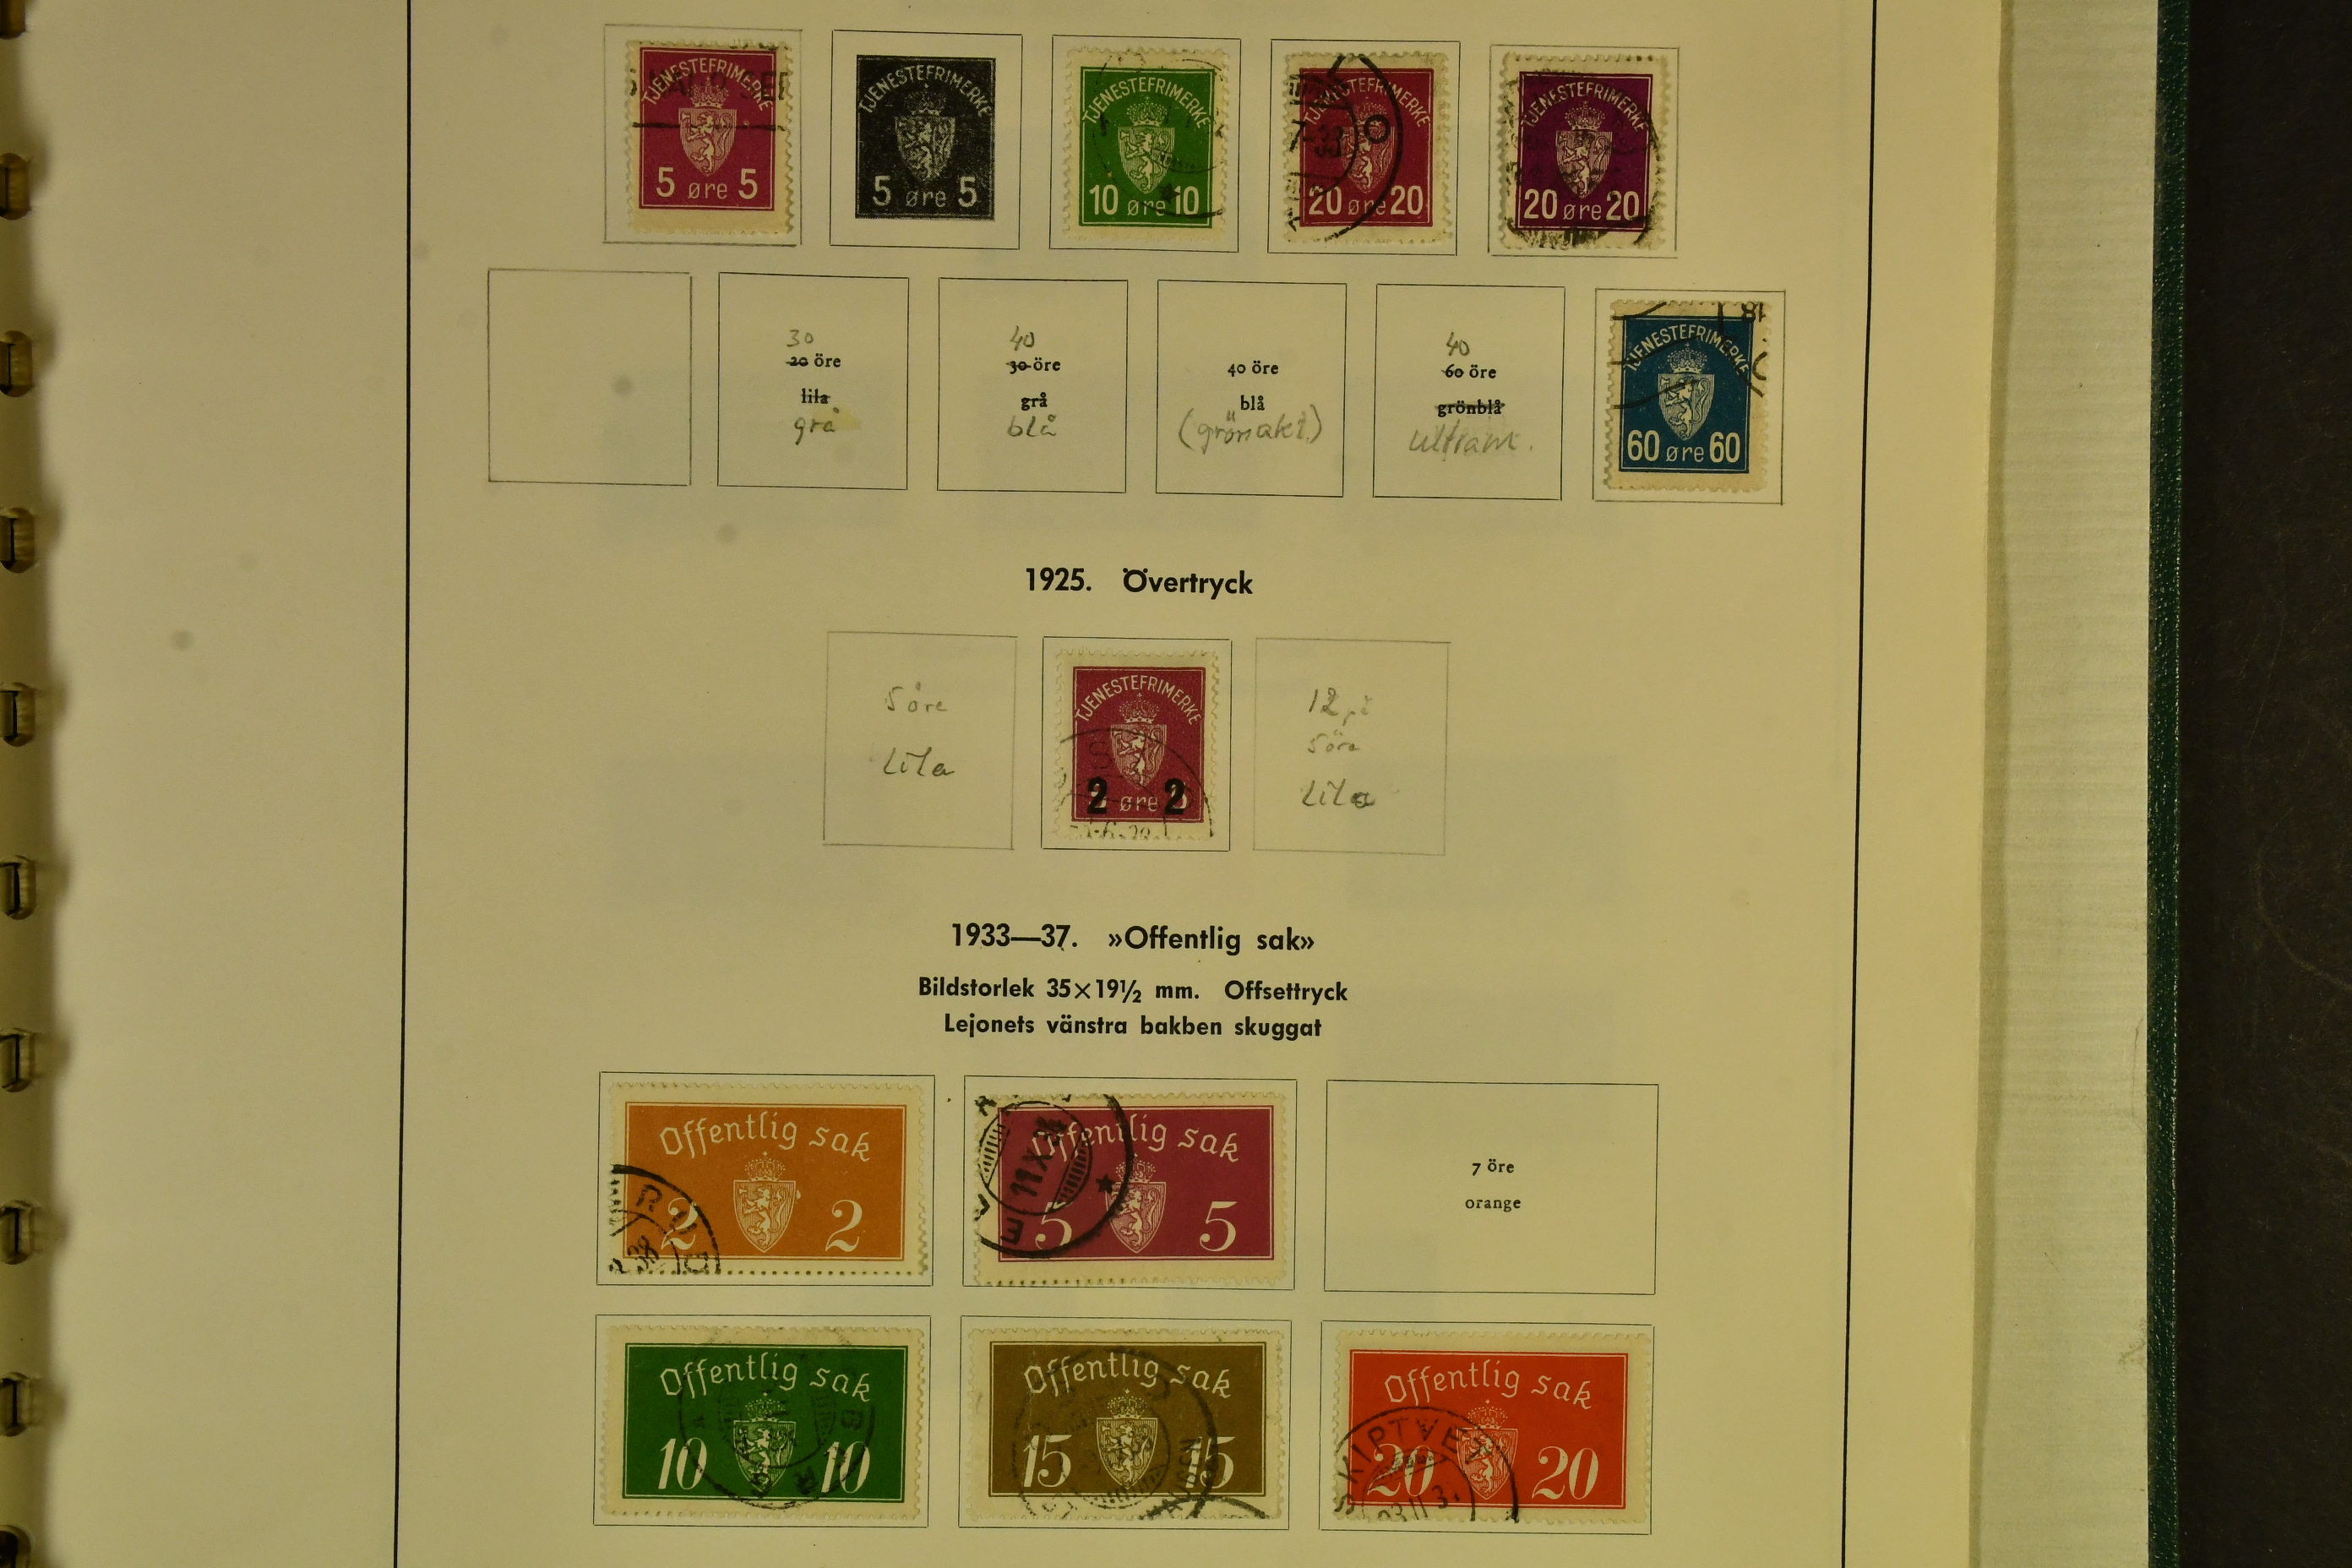 TJENESTEFRIMERKE
5 øre 5
TJENESTEFRIMERKE
5 øre 5
TJENESTEFRIMERKE
10 øre 10
TJENESTEFRIMERKE
20 øre 20
TJENESTEFRIMERKE
20 øre 20
30
20 öre
lila
grå
40
30 öre
grå
blå
40 öre
blå
40
60 öre
grönblå
ultram.
TJENESTEFRIMERKE
60 øre 60
1925. Övertryck
5 öre
Lila
TJENESTEFRIMERKE
2 øre 2
12 på
5 öre
Lila
1933—37. »Offentlig sak»
Bildstorlek 35×19½ mm. Offsettryck
Lejonets vänstra bakben skuggat
Offentlig sak
2 2
Offentlig sak
5 5
11 X
7 öre
orange
Offentlig sak
10 10
Offentlig sak
15 15
Offentlig sak
20 20
SKIPTVET